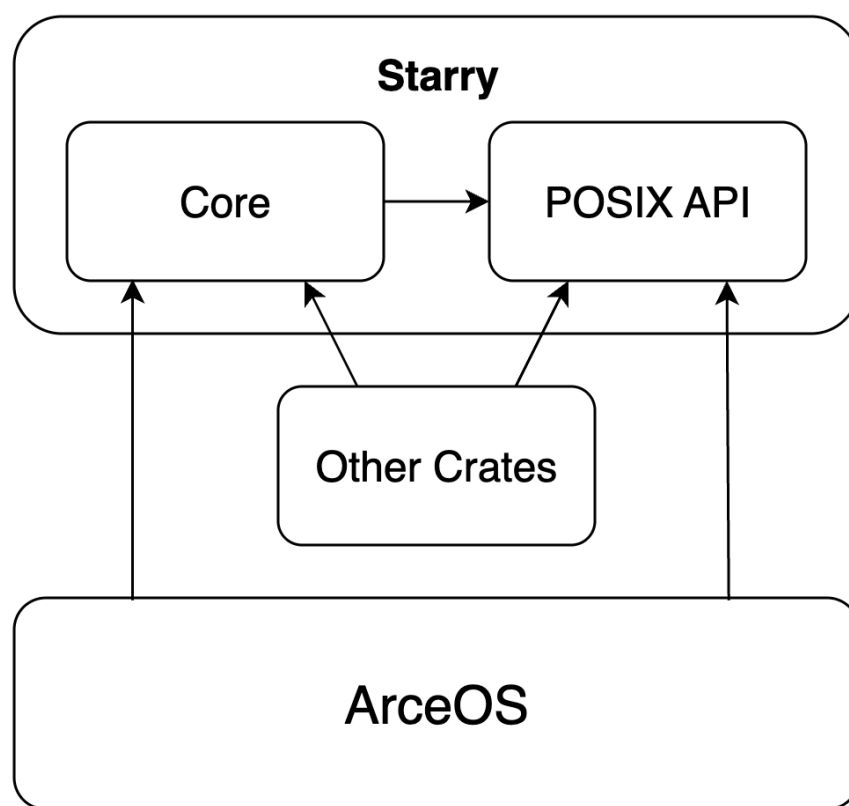 Starry
Core
POSIX API
Other Crates
ArceOS